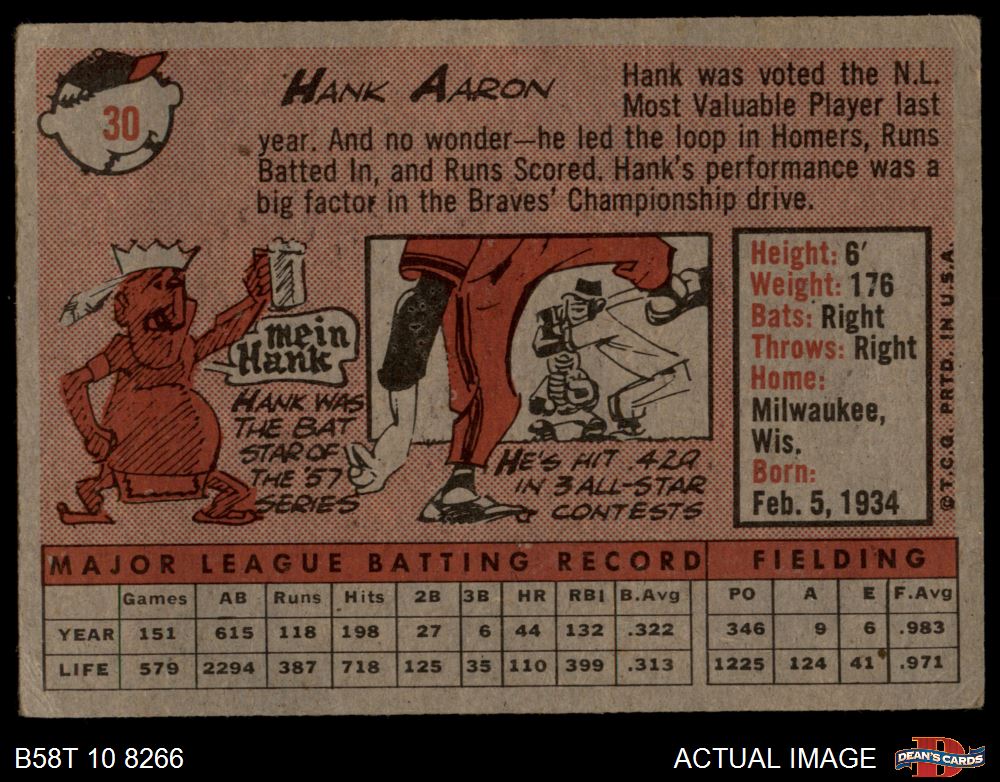 30
HANK AARON
Hank was voted the N.L.
Most Valuable Player last
year. And no wonder—he led the loop in Homers, Runs
Batted In, and Runs Scored. Hank's performance was a
big factor in the Braves' Championship drive.
mein
Hank
HANK WAS
THE BAT
STAR OF
THE '57
SERIES
HE'S HIT .429
IN 3 ALL-STAR
CONTESTS
Height: 6'
Weight: 176
Bats: Right
Throws: Right
Home:
Milwaukee,
Wis.
Born:
Feb. 5, 1934
©T.C.G. PRTD. IN U.S.A.
MAJOR LEAGUE BATTING RECORD FIELDING
Games AB Runs Hits 2B 3B HR RBI B.Avg PO A E F.Avg
YEAR 151 615 118 198 27 6 44 132 .322 346 9 6 .983
LIFE 579 2294 387 718 125 35 110 399 .313 1225 124 41 .971
B58T 10 8266
ACTUAL IMAGE
D
DEAN'S CARDS